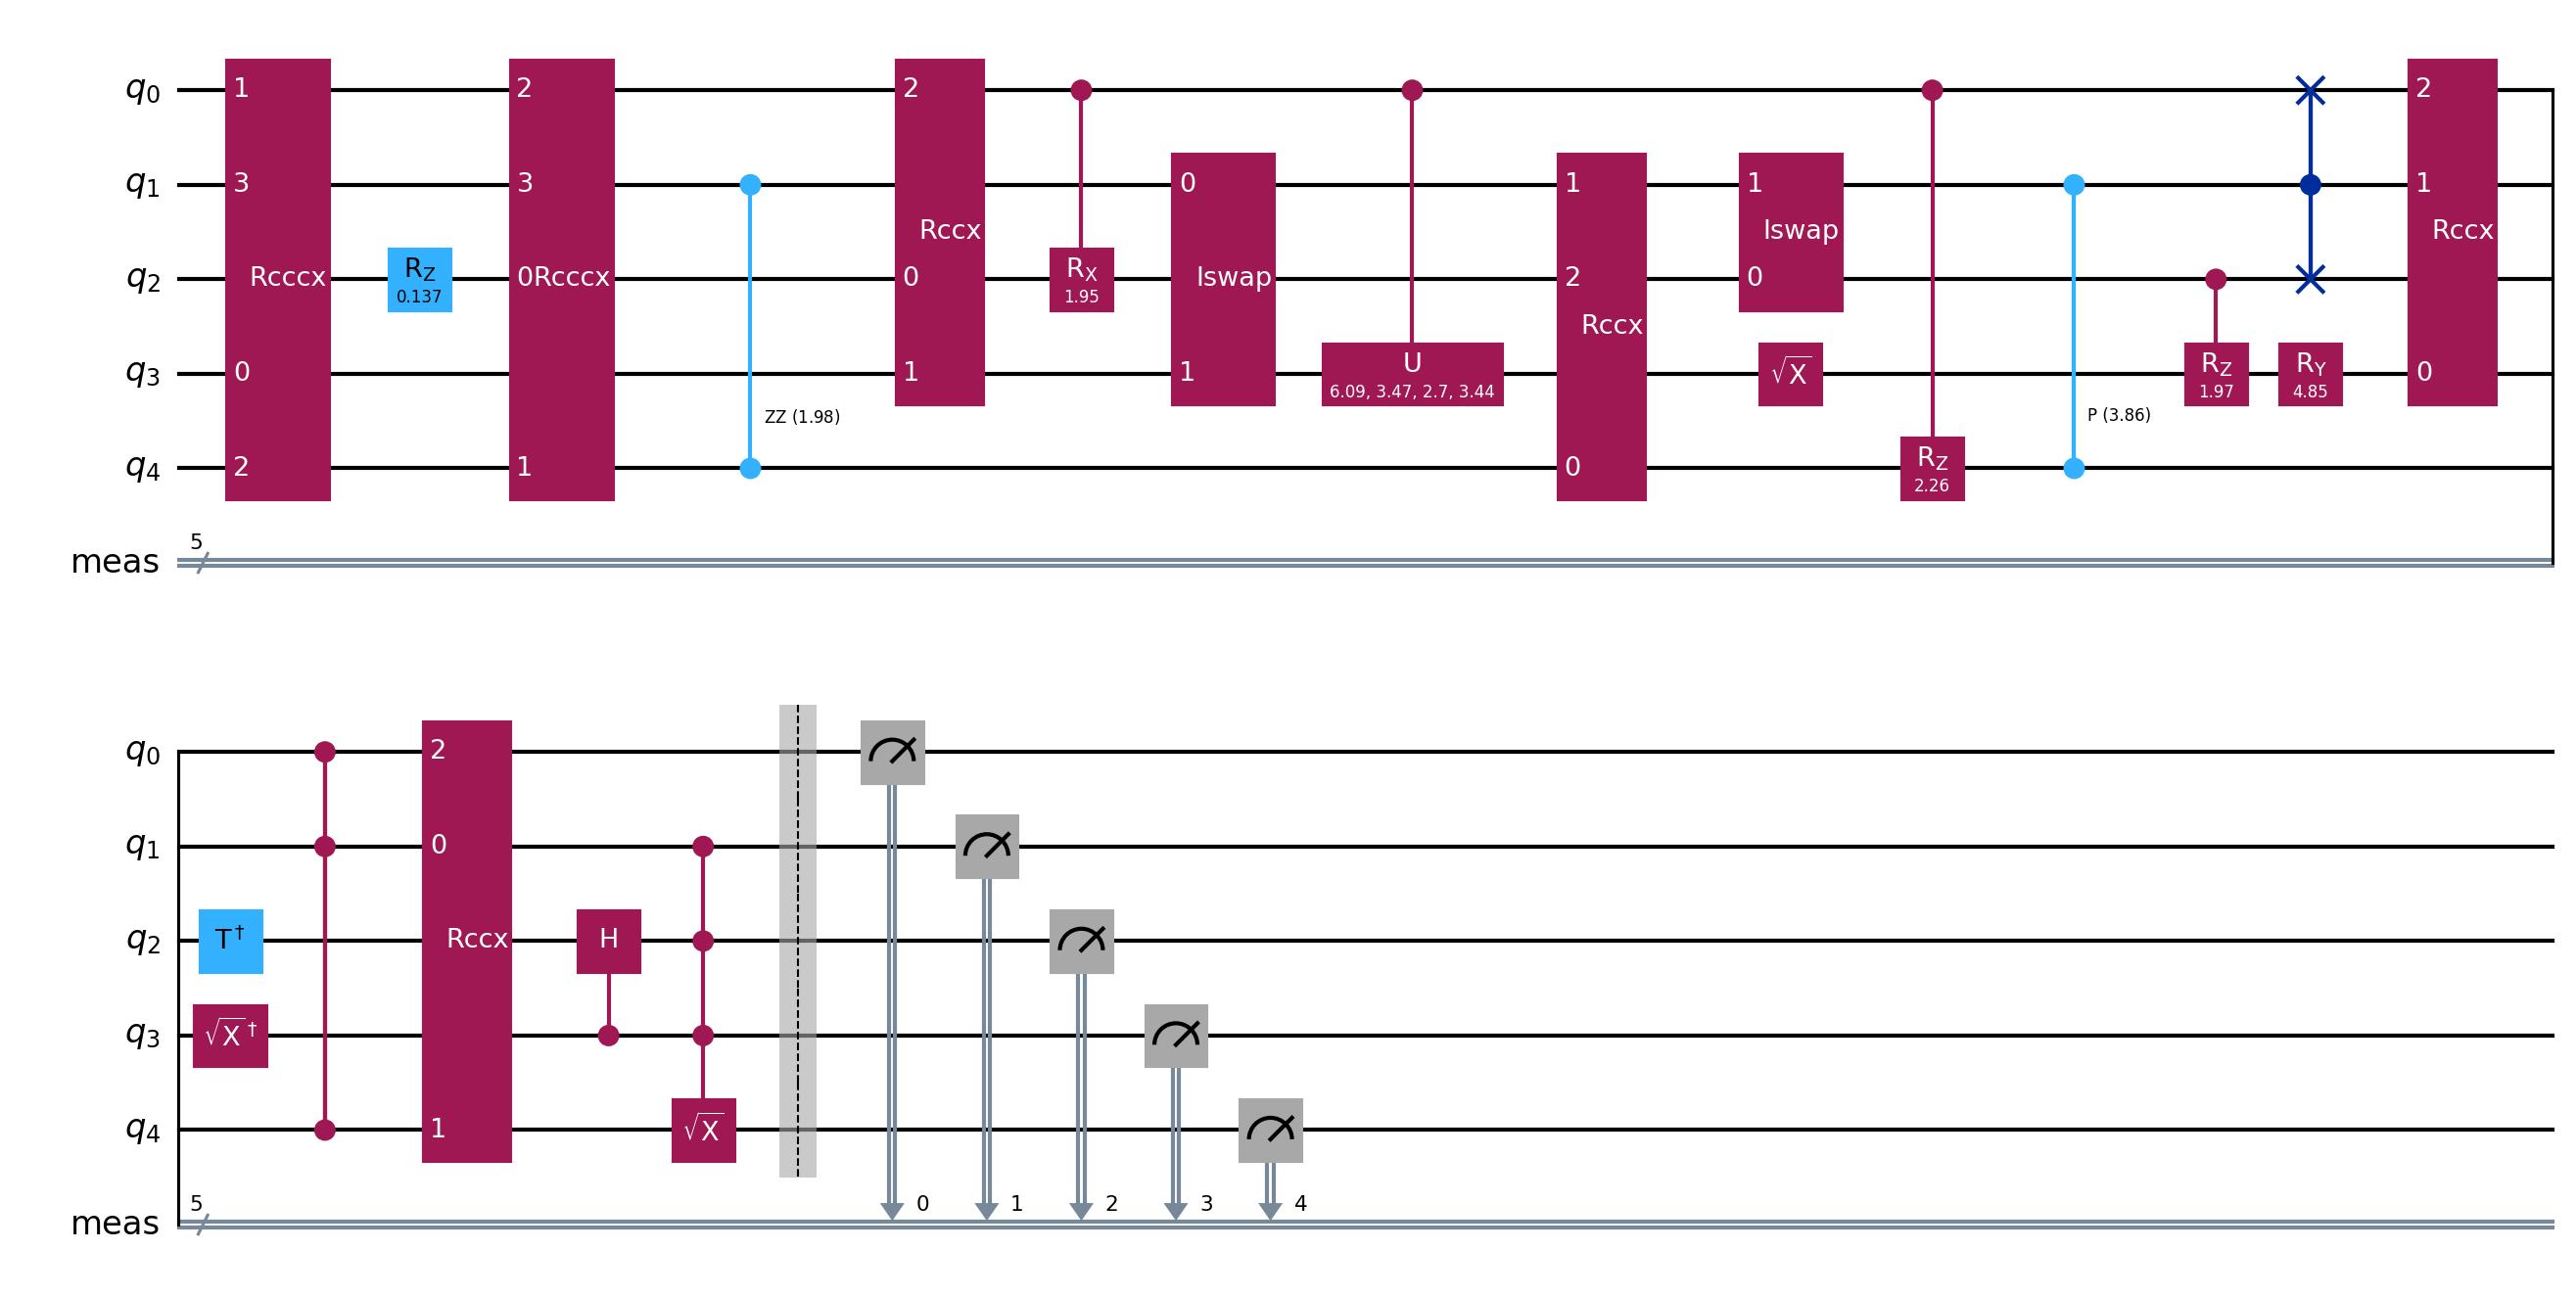 q0 1 2 2 2
q1 3 3 0 1 1 1
Rccx Iswap Rccx
q2 Rcccx RZ 0.137 0Rcccx 0 RX 1.95 Iswap 2 0
Rccx
q3 0 1 1 U 6.09, 3.47, 2.7, 3.44 √X RZ 1.97 RY 4.85 0
ZZ (1.98) P (3.86)
q4 2 1 0 RZ 2.26
5
meas
q0 2
q1 0
q2 T† Rccx H
q3 √X†
q4 1 √X
5 0 1 2 3 4
meas